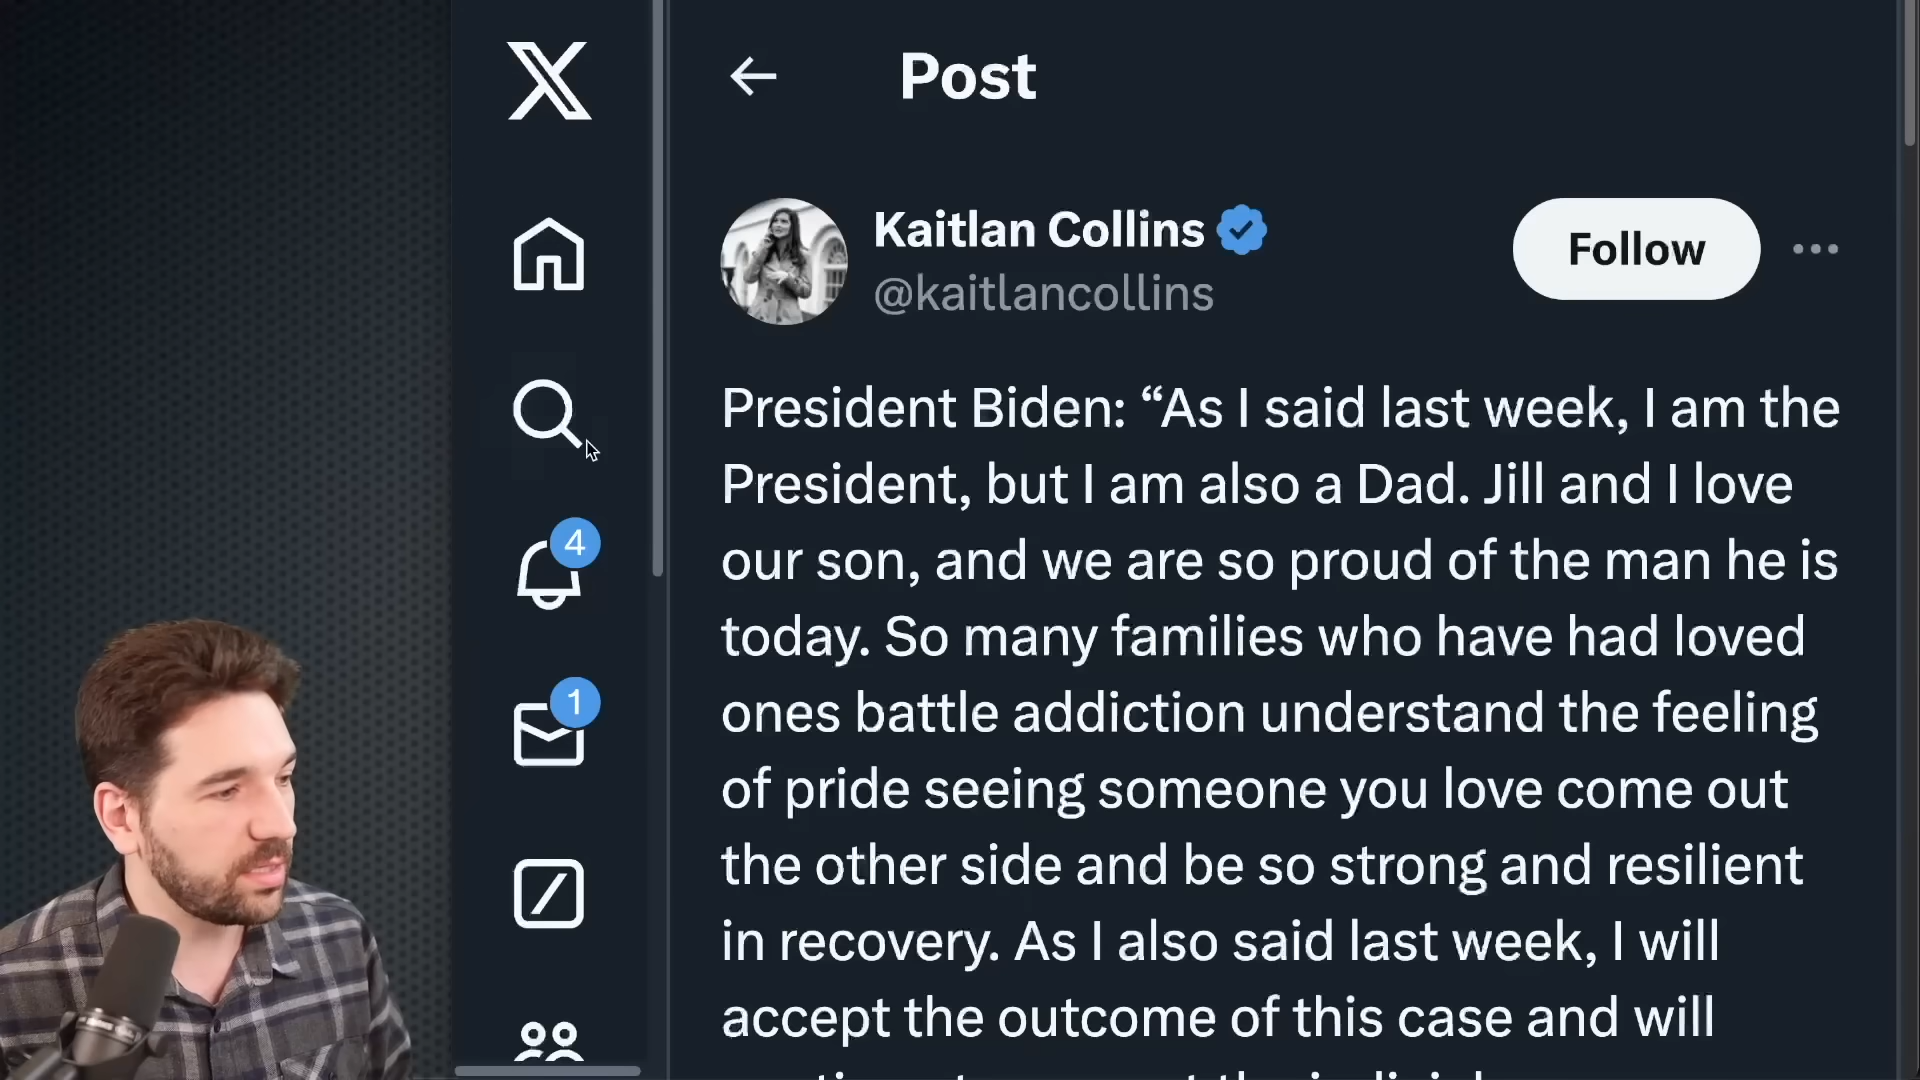 Post
Kaitlan Collins
@kaitlancollins
Follow
President Biden: “As I said last week, I am the
President, but I am also a Dad. Jill and I love
our son, and we are so proud of the man he is
today. So many families who have had loved
ones battle addiction understand the feeling
of pride seeing someone you love come out
the other side and be so strong and resilient
in recovery. As I also said last week, I will
accept the outcome of this case and will
4
1